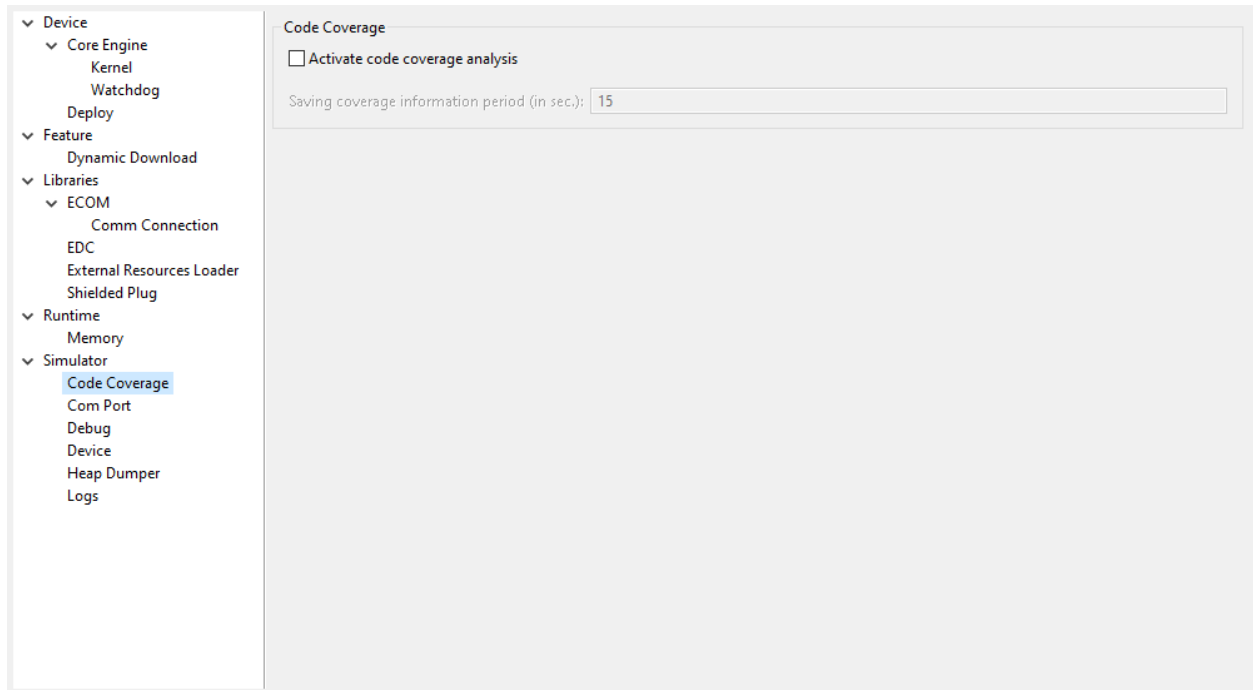 Device
Core Engine
Kernel
Watchdog
Deploy
Feature
Dynamic Download
Libraries
ECOM
Comm Connection
EDC
External Resources Loader
Shielded Plug
Runtime
Memory
Simulator
Code Coverage
Com Port
Debug
Device
Heap Dumper
Logs
Code Coverage
Activate code coverage analysis
Saving coverage information period (in sec.): 15